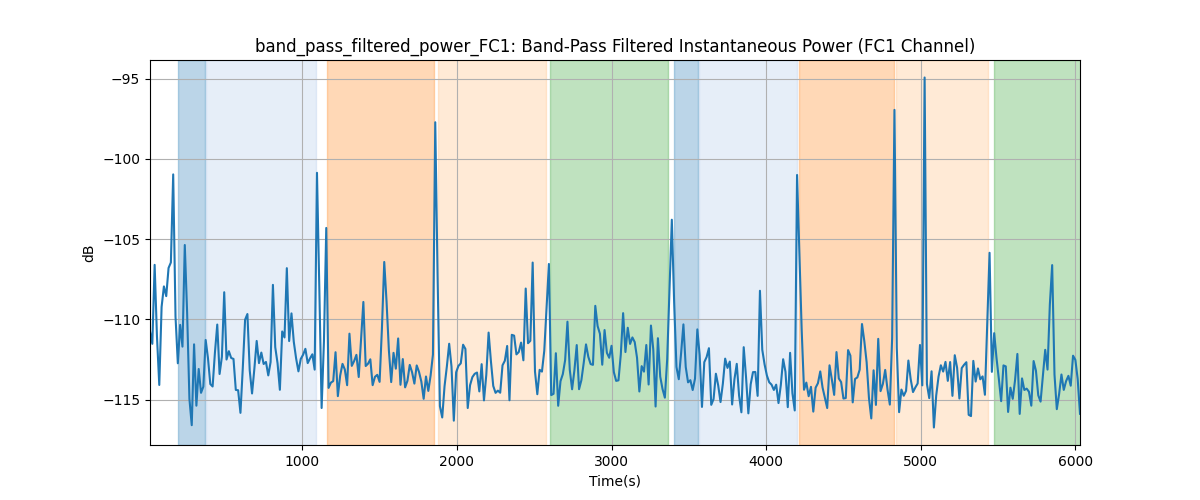 band_pass_filtered_power_FC1: Band-Pass Filtered Instantaneous Power (FC1 Channel)
−95
−100
−105
−110
−115
dB
1000 2000 3000 4000 5000 6000
Time(s)